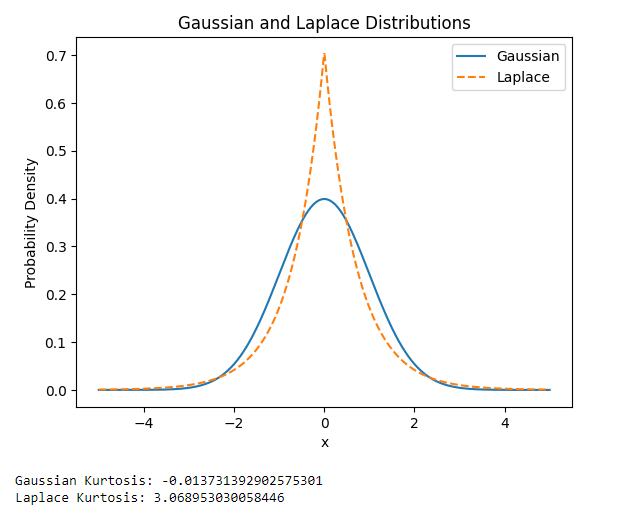 Gaussian and Laplace Distributions
Gaussian
Laplace
Probability Density
0.7
0.6
0.5
0.4
0.3
0.2
0.1
0.0
−4
−2
0
2
4
x
Gaussian Kurtosis: -0.013731392902575301
Laplace Kurtosis: 3.068953030058446